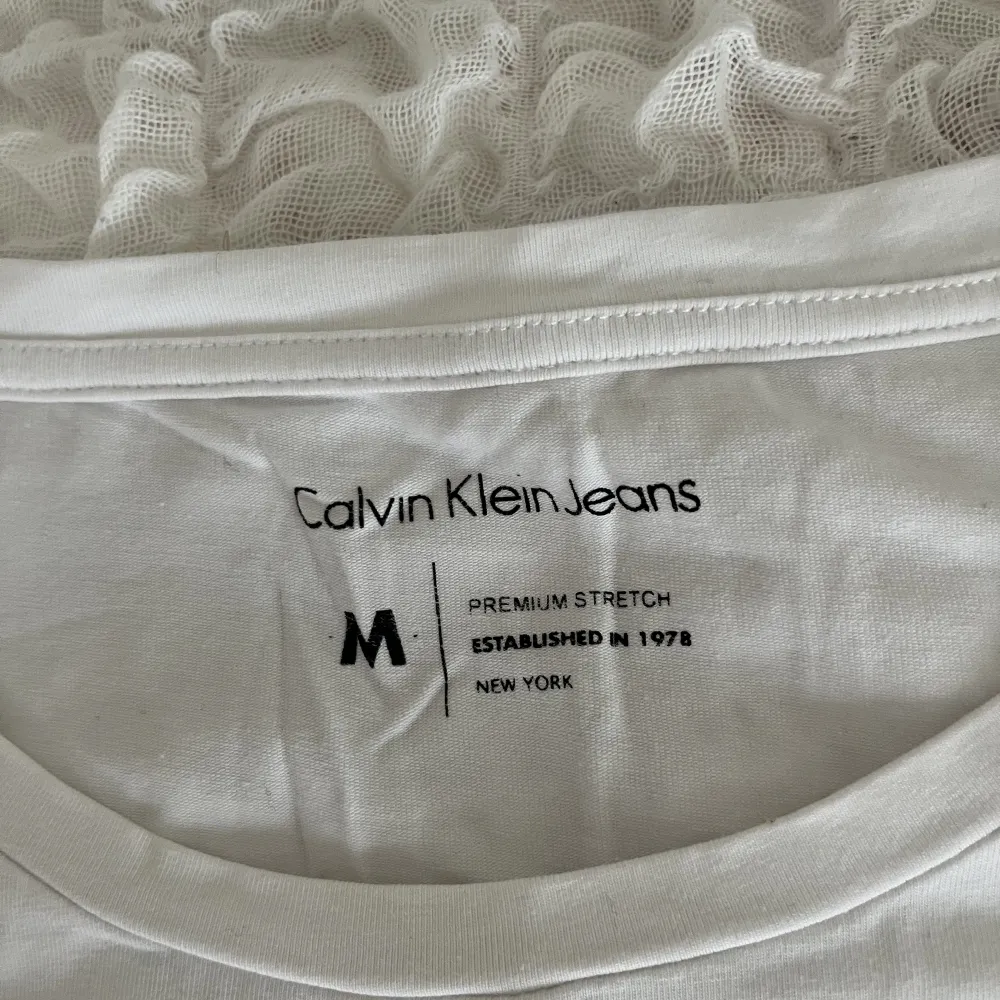 Calvin Klein Jeans
M
PREMIUM STRETCH
ESTABLISHED IN 1978
NEW YORK